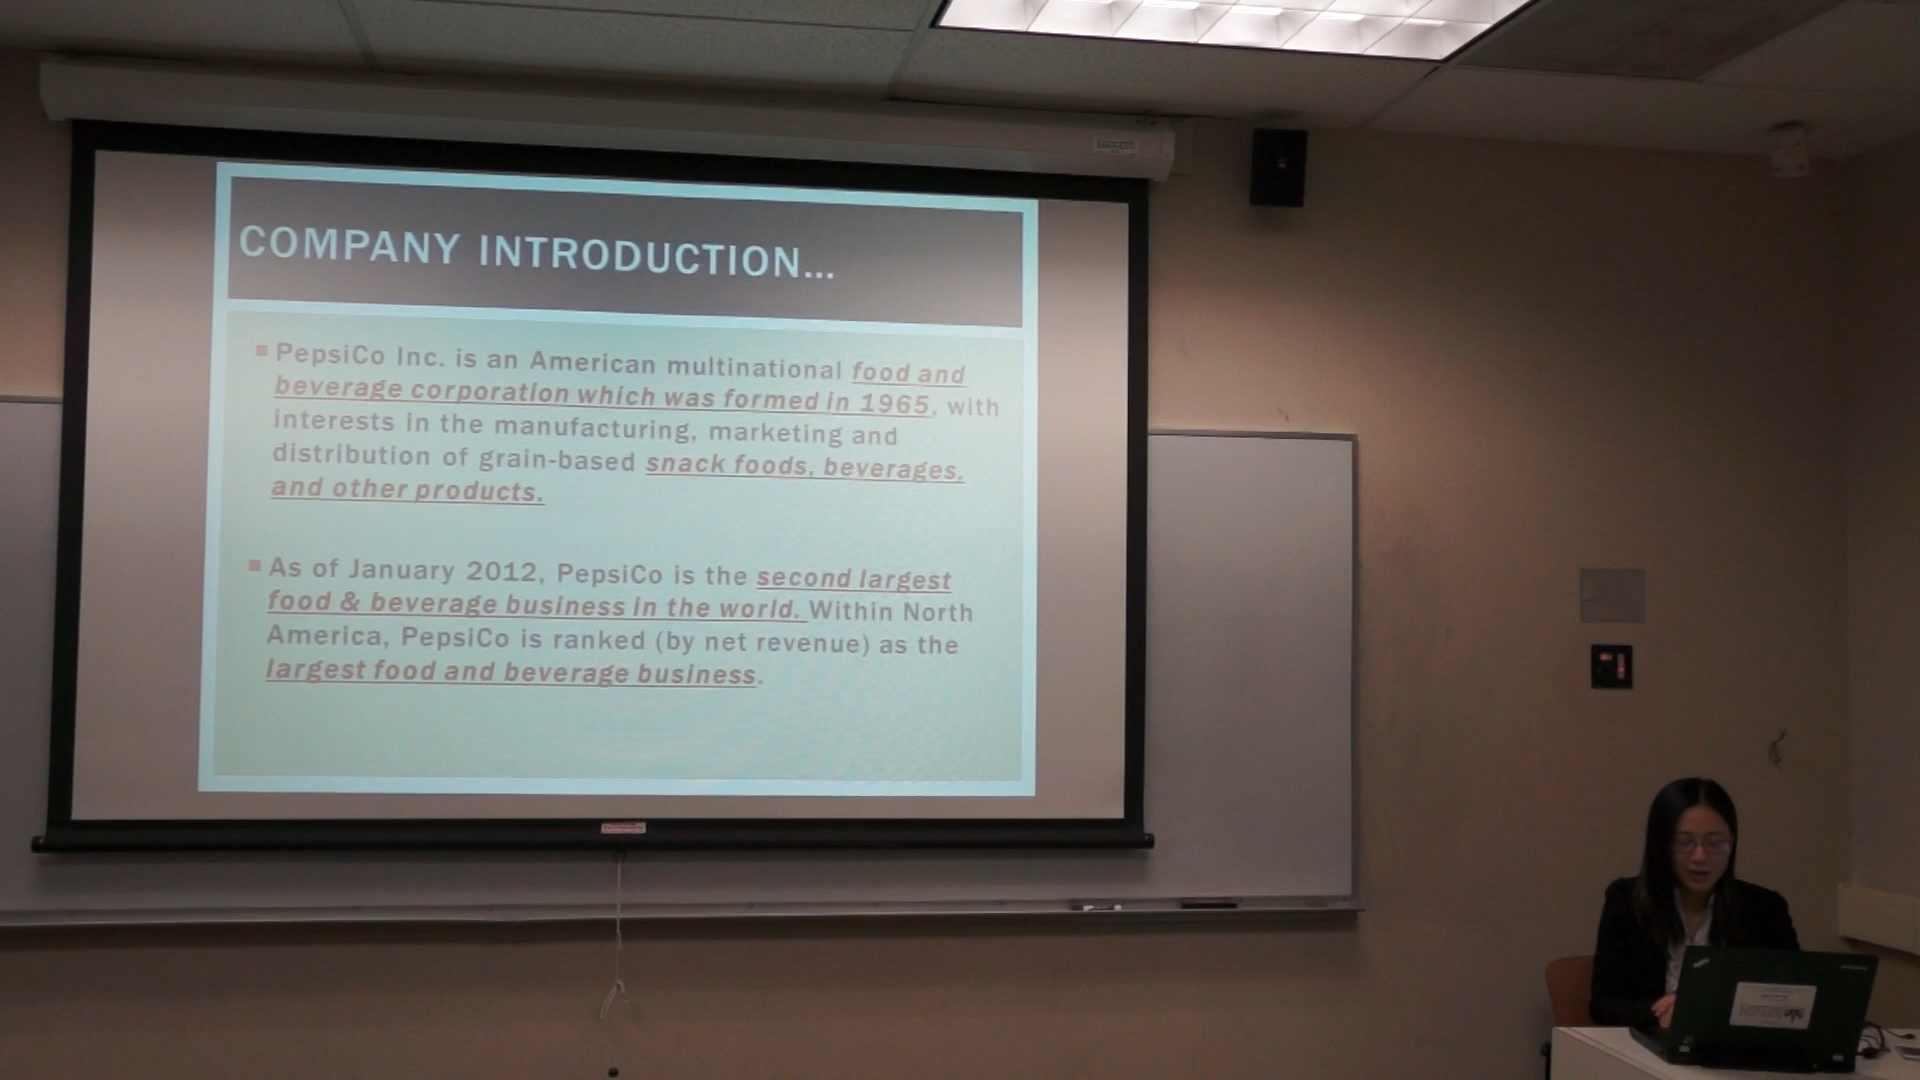 COMPANY INTRODUCTION...
PepsiCo Inc. is an American multinational food and
beverage corporation which was formed in 1965, with
interests in the manufacturing, marketing and
distribution of grain-based snack foods, beverages,
and other products.
As of January 2012, PepsiCo is the second largest
food & beverage business in the world. Within North
America, PepsiCo is ranked (by net revenue) as the
largest food and beverage business.